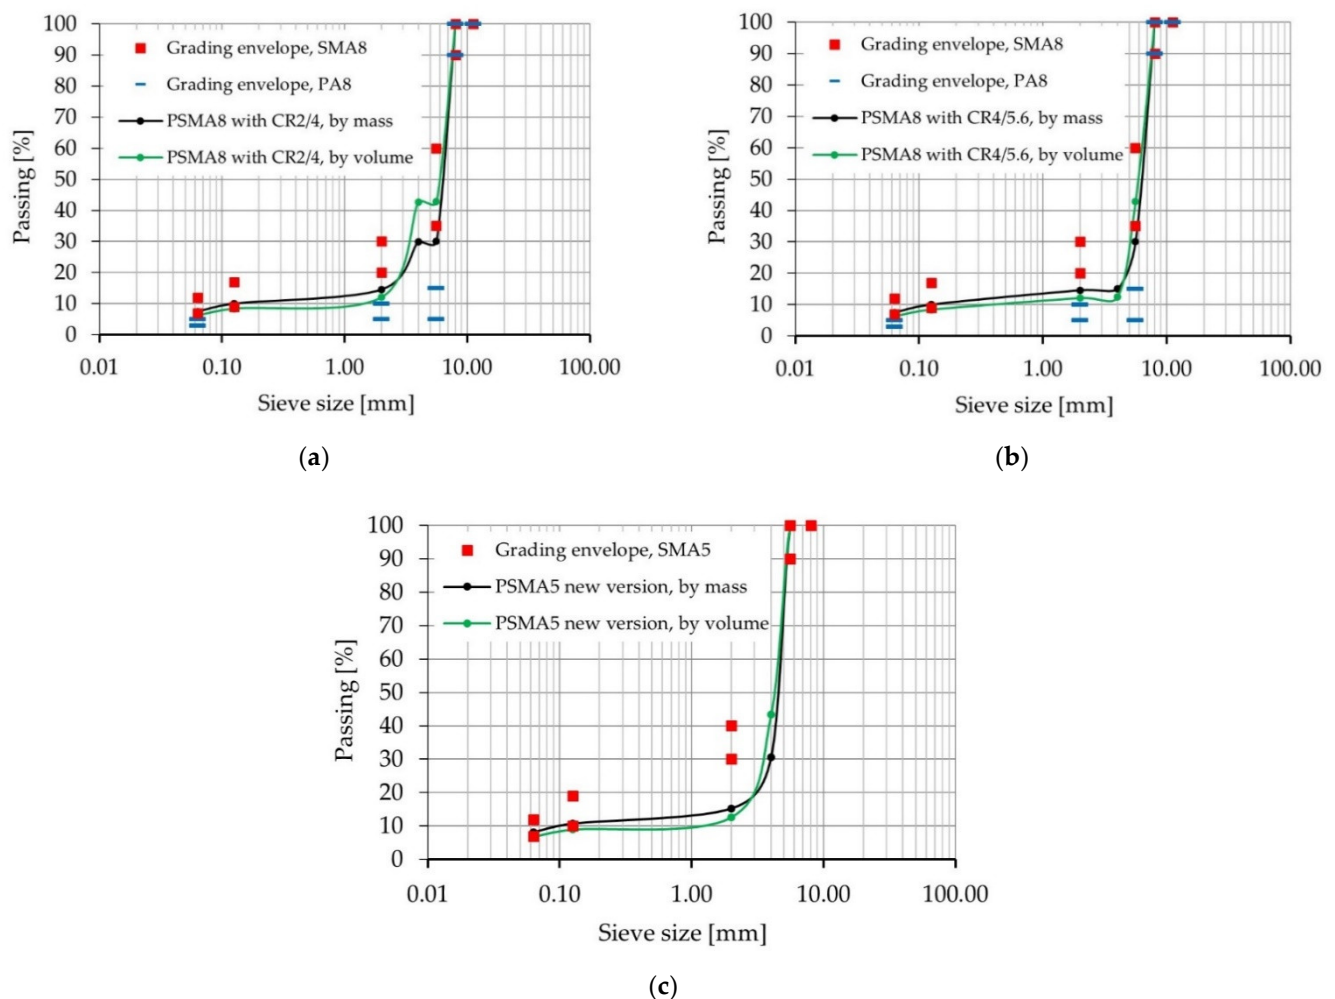 100
90
80
70
60
50
40
30
20
10
0
Passing [%]
Grading envelope, SMA8
Grading envelope, PA8
PSMA8 with CR2/4, by mass
PSMA8 with CR2/4, by volume
0.01 0.10 1.00 10.00 100.00
Sieve size [mm]
(a)
100
90
80
70
60
50
40
30
20
10
0
Passing [%]
Grading envelope, SMA8
Grading envelope, PA8
PSMA8 with CR4/5.6, by mass
PSMA8 with CR4/5.6, by volume
0.01 0.10 1.00 10.00 100.00
Sieve size [mm]
(b)
100
90
80
70
60
50
40
30
20
10
0
Passing [%]
Grading envelope, SMA5
PSMA5 new version, by mass
PSMA5 new version, by volume
0.01 0.10 1.00 10.00 100.00
Sieve size [mm]
(c)